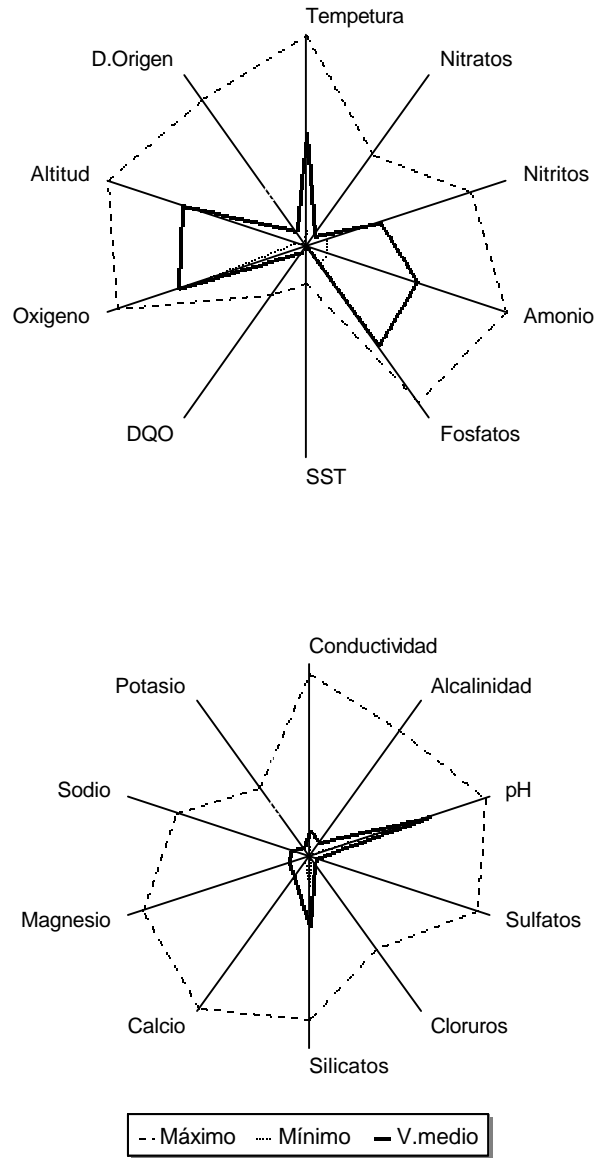 Tempetura
D.Origen
Nitratos
Altitud
Nitritos
Oxigeno
Amonio
DQO
Fosfatos
SST
Conductividad
Potasio
Alcalinidad
Sodio
pH
Magnesio
Sulfatos
Calcio
Cloruros
Silicatos
Máximo Mínimo V.medio